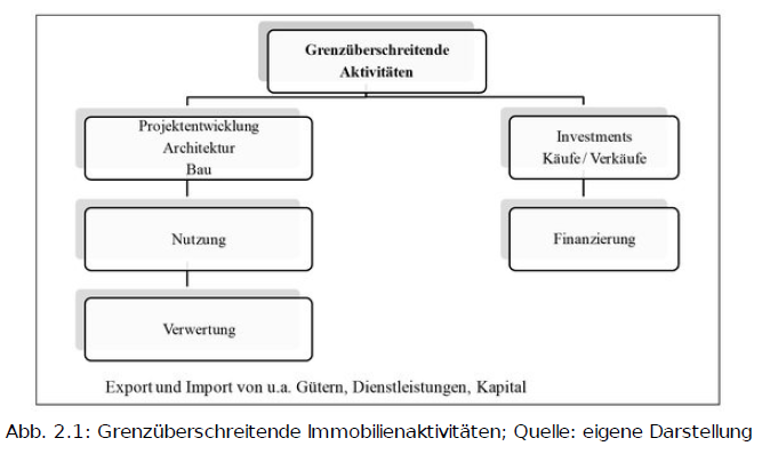 Grenzüberschreitende
Aktivitäten
Projektentwicklung
Architektur
Bau
Investments
Käufe / Verkäufe
Nutzung
Finanzierung
Verwertung
Export und Import von u.a. Gütern, Dienstleistungen, Kapital
Abb. 2.1: Grenzüberschreitende Immobilienaktivitäten; Quelle: eigene Darstellung